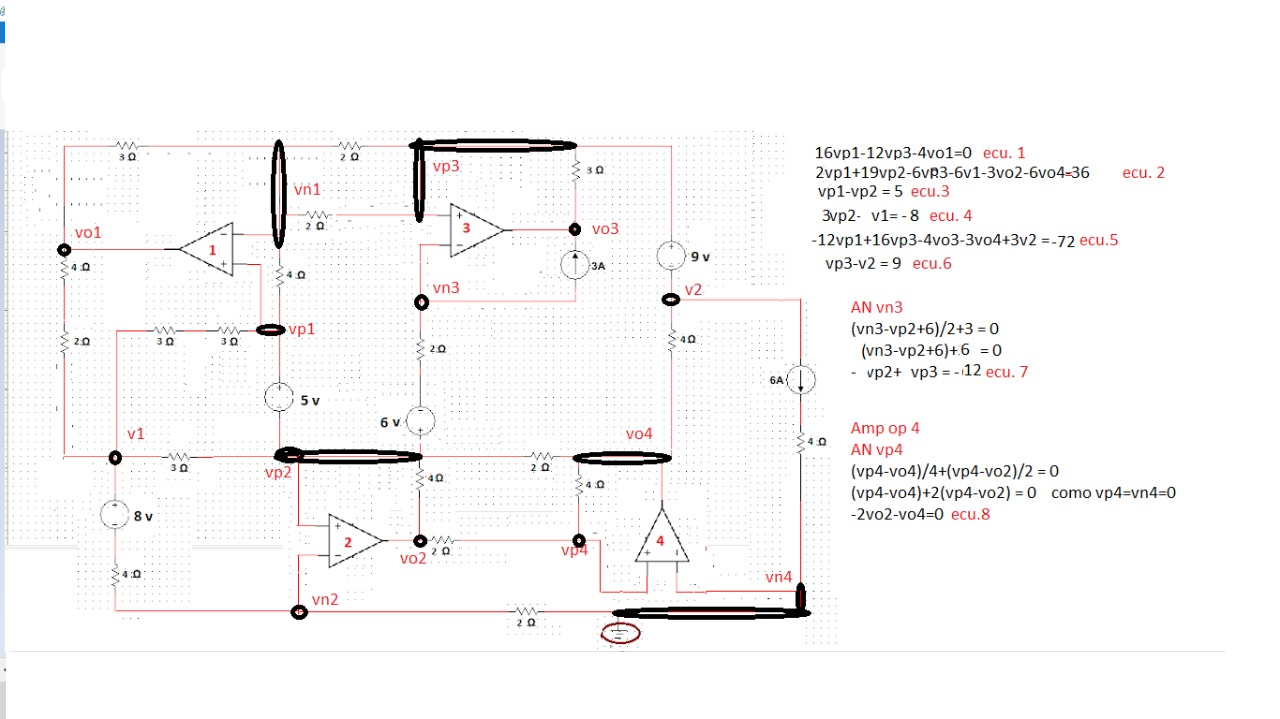 3 Ω
2 Ω
vp3
3 Ω
vn1
2 Ω
vo1
1
3
vo3
4 Ω
4 Ω
3A
9 v
vn3
v2
vp1
3 Ω
3 Ω
2 Ω
2 Ω
4 Ω
6A
5 v
6 v
v1
vo4
4 Ω
3 Ω
vp2
2 Ω
4 Ω
4 Ω
8 v
2
vo2
2 Ω
vp4
4
4 Ω
vn4
vn2
2 Ω
16vp1-12vp3-4vo1=0 ecu. 1
2vp1+19vp2-6vp3-6v1-3vo2-6vo4=36 ecu. 2
vp1-vp2 = 5 ecu.3
3vp2- v1= - 8 ecu. 4
-12vp1+16vp3-4vo3-3vo4+3v2 =-72 ecu.5
vp3-v2 = 9 ecu.6
AN vn3
(vn3-vp2+6)/2+3 = 0
(vn3-vp2+6)+.6 = 0
- vp2+ vp3 = -12 ecu. 7
Amp op 4
AN vp4
(vp4-vo4)/4+(vp4-vo2)/2 = 0
(vp4-vo4)+2(vp4-vo2) = 0 como vp4=vn4=0
-2vo2-vo4=0 ecu.8